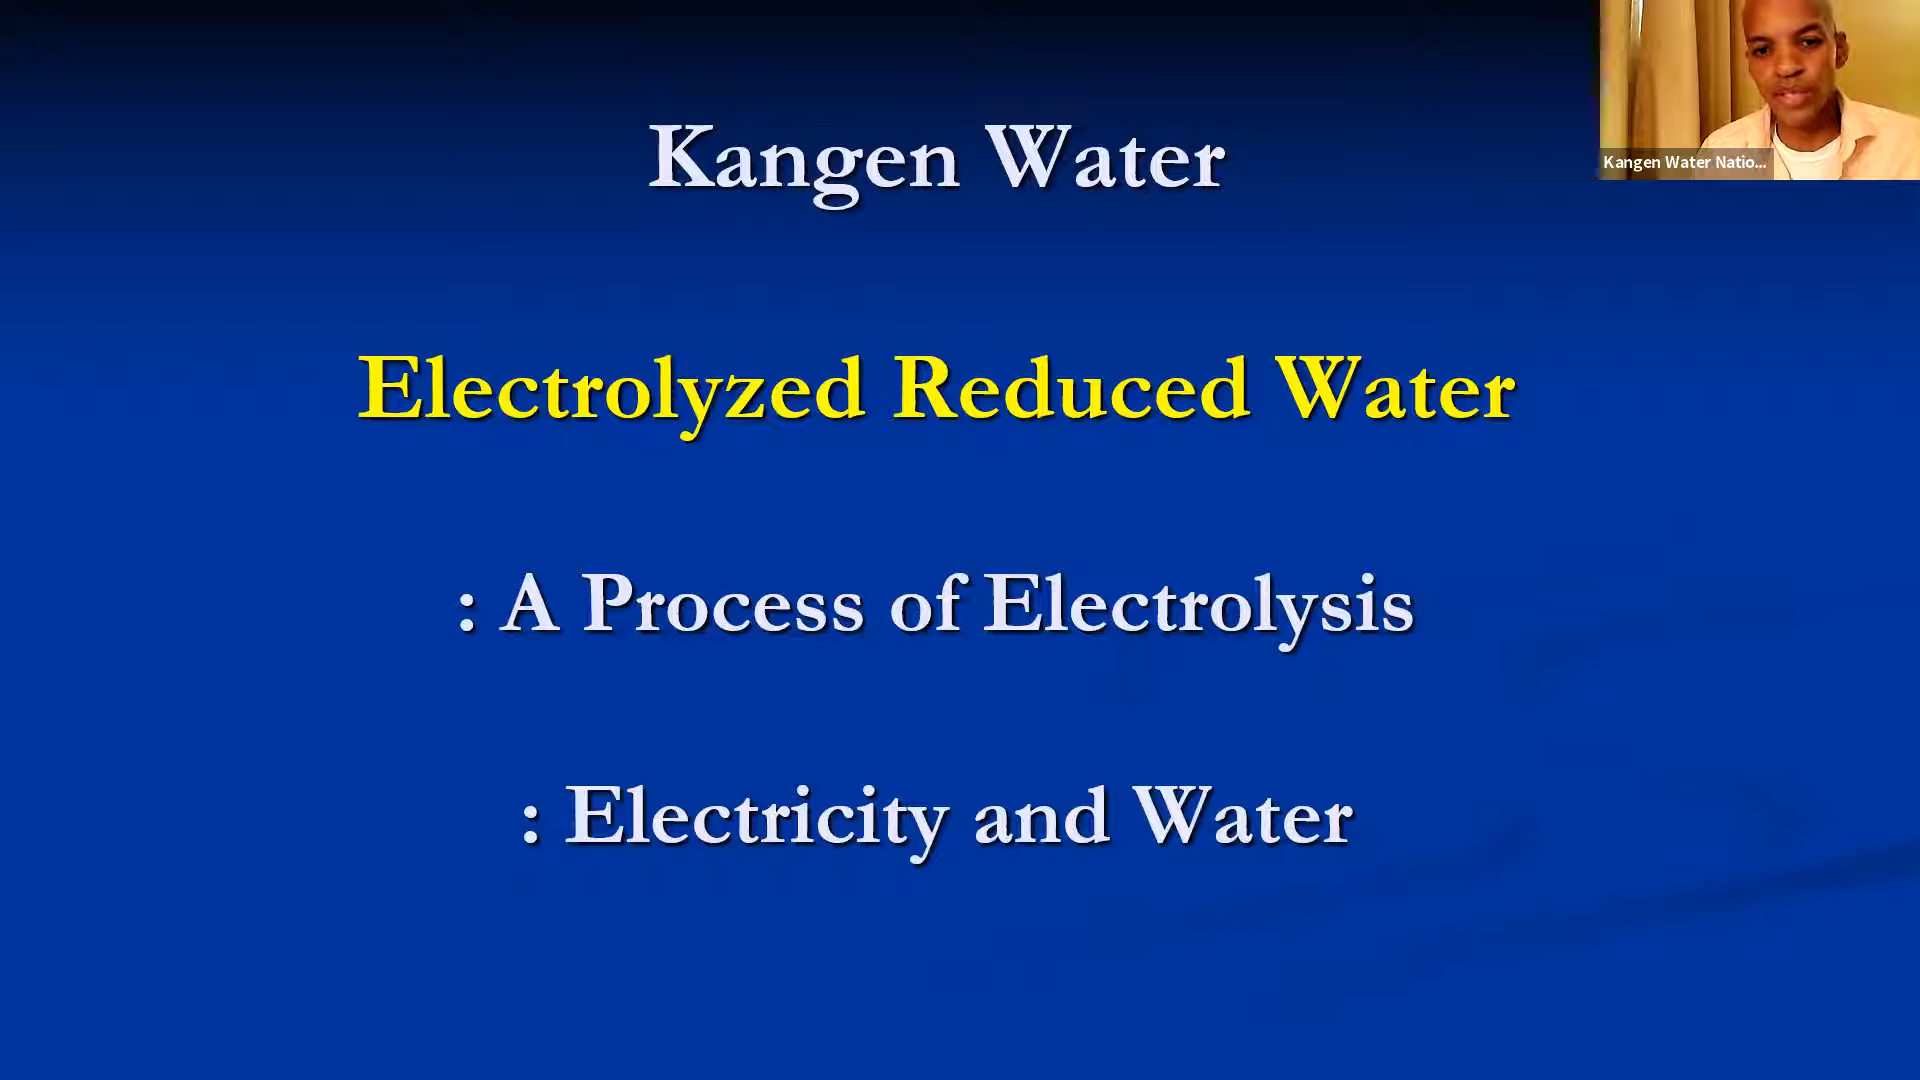 Kangen Water
Kangen Water Natio...
Electrolyzed Reduced Water
: A Process of Electrolysis
: Electricity and Water